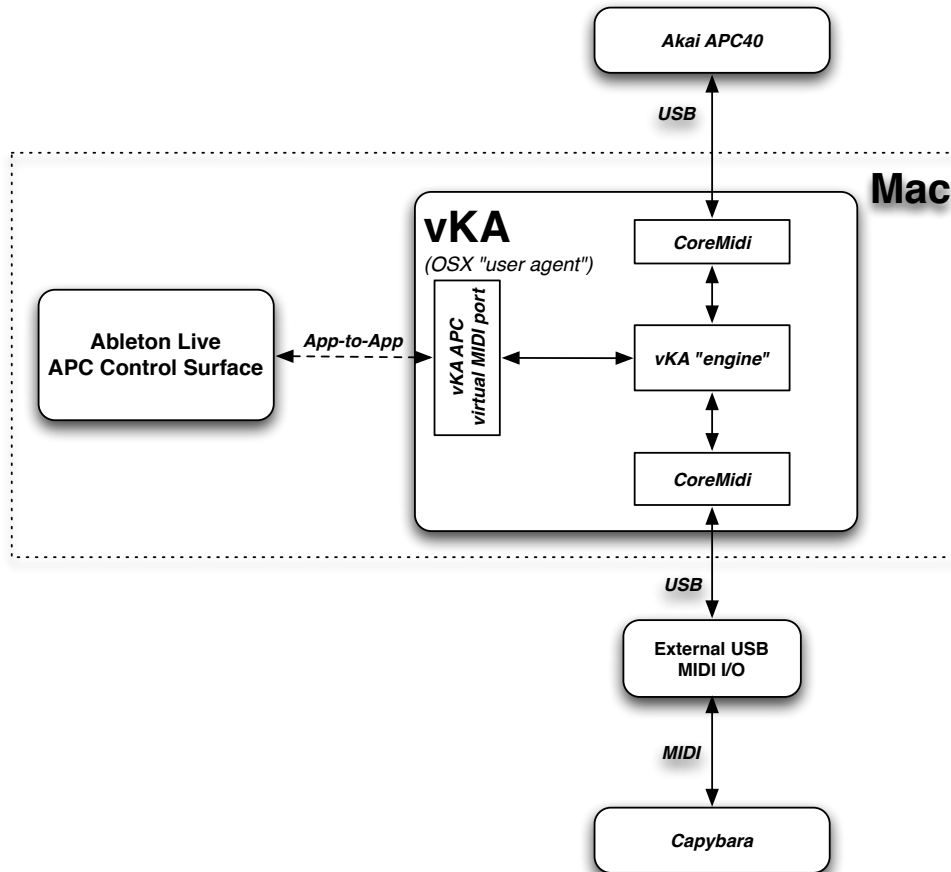 Akai APC40
USB
Mac
vKA
(OSX "user agent")
CoreMidi
Ableton Live
APC Control Surface
App-to-App
vKA APC
virtual MIDI port
vKA "engine"
CoreMidi
USB
External USB
MIDI I/O
MIDI
Capybara